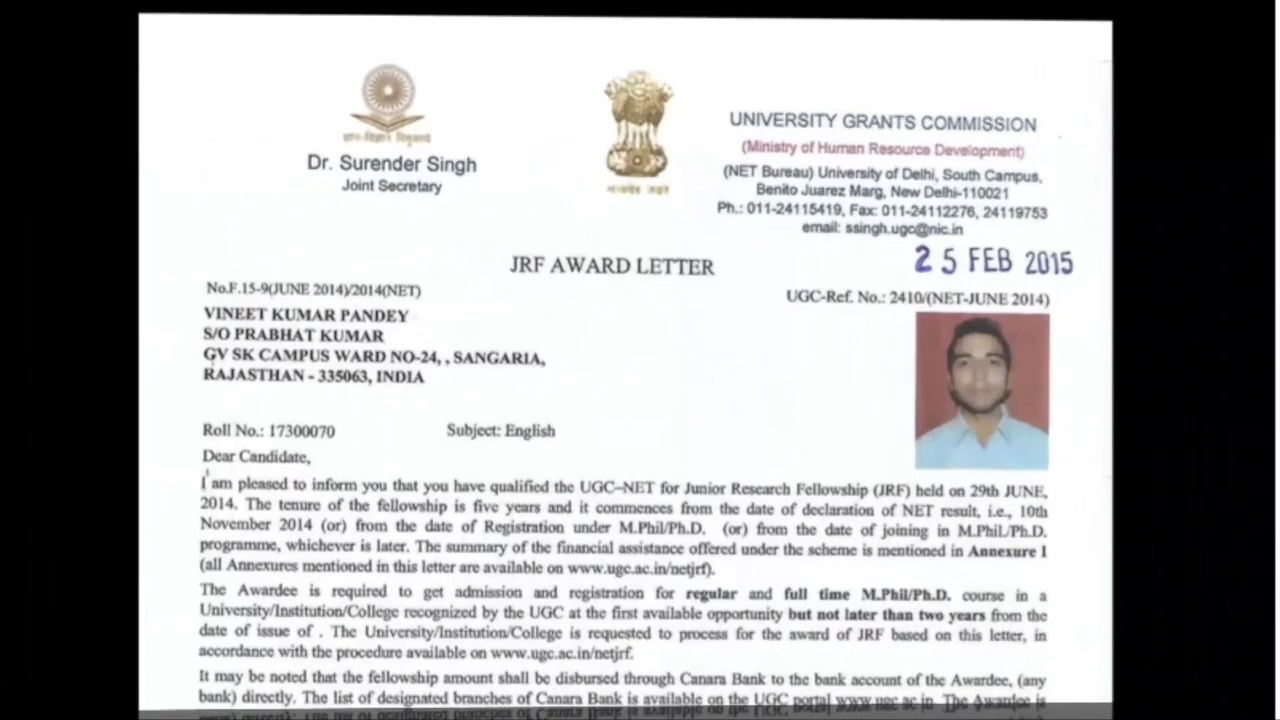 ज्ञान-विज्ञान विमुक्तये
Dr. Surender Singh
Joint Secretary
सत्यमेव जयते
UNIVERSITY GRANTS COMMISSION
(Ministry of Human Resource Development)
(NET Bureau) University of Delhi, South Campus,
Benito Juarez Marg, New Delhi-110021
Ph.: 011-24115419, Fax: 011-24112276, 24119753
email: ssingh.ugc@nic.in
25 FEB 2015
JRF AWARD LETTER
No.F.15-9(JUNE 2014)/2014(NET)
UGC-Ref. No.: 2410/(NET-JUNE 2014)
VINEET KUMAR PANDEY
S/O PRABHAT KUMAR
GV SK CAMPUS WARD NO-24, , SANGARIA,
RAJASTHAN - 335063, INDIA
Roll No.: 17300070 Subject: English
Dear Candidate,
I am pleased to inform you that you have qualified the UGC–NET for Junior Research Fellowship (JRF) held on 29th JUNE,
2014. The tenure of the fellowship is five years and it commences from the date of declaration of NET result, i.e., 10th
November 2014 (or) from the date of Registration under M.Phil/Ph.D. (or) from the date of joining in M.Phil/Ph.D.
programme, whichever is later. The summary of the financial assistance offered under the scheme is mentioned in Annexure I
(all Annexures mentioned in this letter are available on www.ugc.ac.in/netjrf).
The Awardee is required to get admission and registration for regular and full time M.Phil/Ph.D. course in a
University/Institution/College recognized by the UGC at the first available opportunity but not later than two years from the
date of issue of . The University/Institution/College is requested to process for the award of JRF based on this letter, in
accordance with the procedure available on www.ugc.ac.in/netjrf.
It may be noted that the fellowship amount shall be disbursed through Canara Bank to the bank account of the Awardee, (any
bank) directly. The list of designated branches of Canara Bank is available on the UGC portal www.ugc.ac.in. The Awardee is